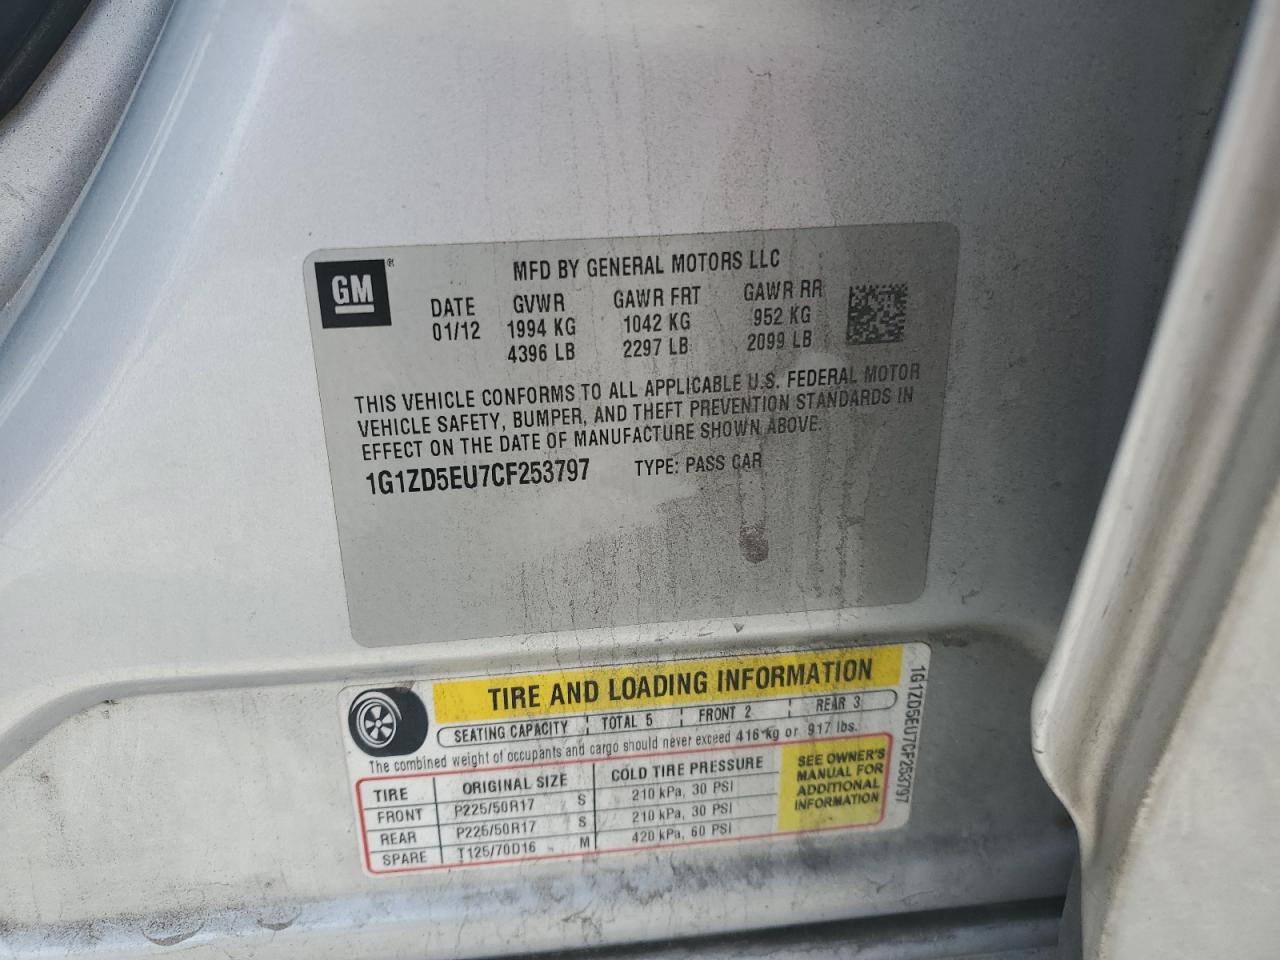 GM®
MFD BY GENERAL MOTORS LLC
DATE GVWR GAWR FRT GAWR RR
01/12 1994 KG 1042 KG 952 KG
4396 LB 2297 LB 2099 LB
THIS VEHICLE CONFORMS TO ALL APPLICABLE U.S. FEDERAL MOTOR
VEHICLE SAFETY, BUMPER, AND THEFT PREVENTION STANDARDS IN
EFFECT ON THE DATE OF MANUFACTURE SHOWN ABOVE.
1G1ZD5EU7CF253797 TYPE: PASS CAR
TIRE AND LOADING INFORMATION
SEATING CAPACITY TOTAL 5 FRONT 2 REAR 3
The combined weight of occupants and cargo should never exceed 416 kg or 917 lbs.
TIRE ORIGINAL SIZE COLD TIRE PRESSURE
FRONT P225/50R17 S 210 kPa, 30 PSI
REAR P225/50R17 S 210 kPa, 30 PSI
SPARE T125/70D16 M 420 kPa, 60 PSI
SEE OWNER'S
MANUAL FOR
ADDITIONAL
INFORMATION
1G1ZD5EU7CF253797